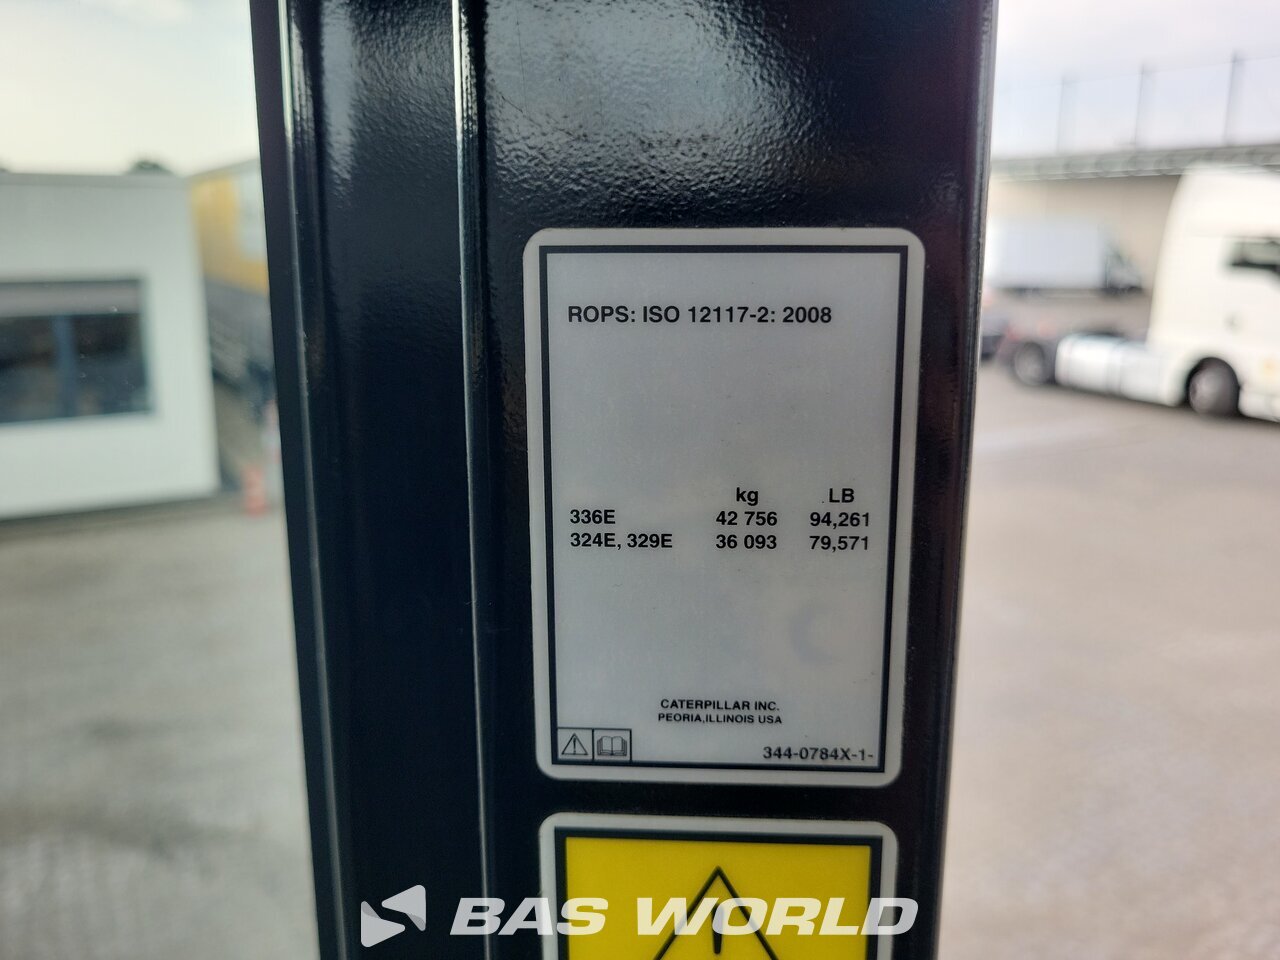 ROPS: ISO 12117-2: 2008
kg LB
336E 42 756 94,261
324E, 329E 36 093 79,571
CATERPILLAR INC.
PEORIA,ILLINOIS USA
344-0784X-1-
BAS WORLD